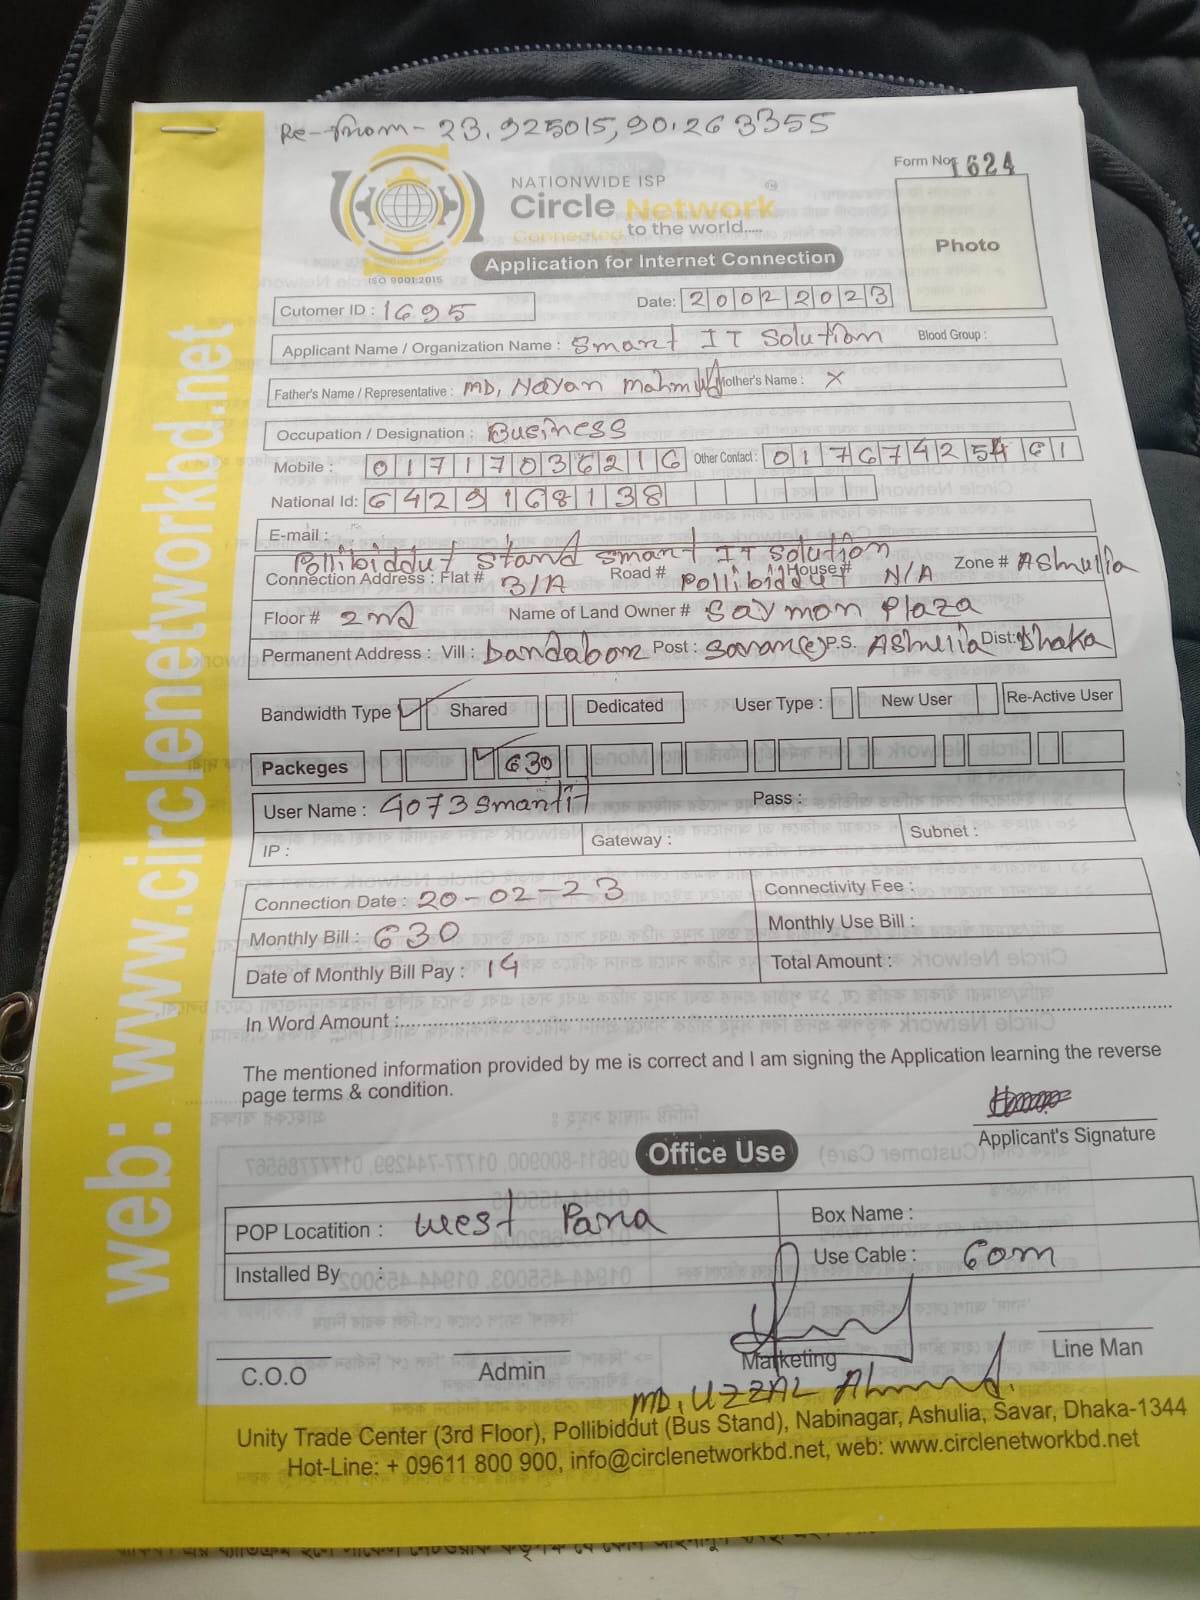 Re-from- 23.925015, 90.263355
Form No: 1624
NATIONWIDE ISP
Circle Network
Connected to the world.....
ISO 9001:2015
Application for Internet Connection
Photo
Cutomer ID : 1695
Date: 20022023
Applicant Name / Organization Name : Smart IT Solution Blood Group :
Father's Name / Representative : MD, Nayan Mahmud Mother's Name : X
Occupation / Designation : Business
Mobile : 01717036216 Other Contact : 01767425461
National Id: 6429168138
E-mail :
Pollibiddut Stand Smart IT Solution
Connection Address : Flat # 3/A Road # Pollibiddut House # N/A Zone # Ashulia
Floor # 2nd Name of Land Owner # Saymon Plaza
Permanent Address : Vill : Dandabor Post : Savar(e) P.S. Ashulia Dist: Dhaka
Bandwidth Type Shared Dedicated User Type : New User Re-Active User
Packeges 630
User Name : 4073smartit Pass :
IP : Gateway : Subnet :
Connection Date : 20-02-23 Connectivity Fee :
Monthly Bill : 630 Monthly Use Bill :
Date of Monthly Bill Pay : 14 Total Amount :
In Word Amount :
The mentioned information provided by me is correct and I am signing the Application learning the reverse
page terms & condition.
Applicant's Signature
Office Use
POP Locatition : West Para Box Name :
Installed By : Use Cable : 60m
C.O.O Admin Marketing Line Man
MD, UZZAL Ahmed.
Unity Trade Center (3rd Floor), Pollibiddut (Bus Stand), Nabinagar, Ashulia, Savar, Dhaka-1344
Hot-Line: + 09611 800 900, info@circlenetworkbd.net, web: www.circlenetworkbd.net
web: www.circlenetworkbd.net